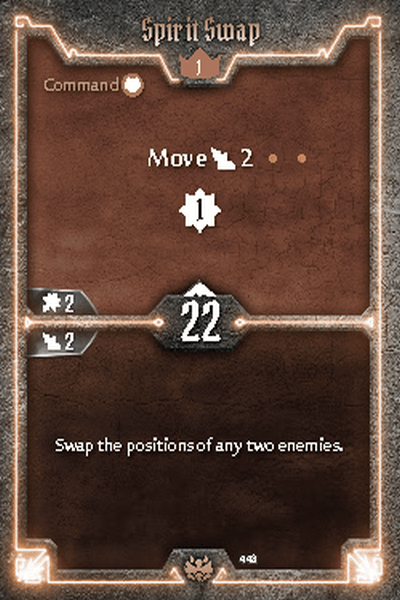 Spirit Swap
1
Command
Move 2
1
2
22
2
Swap the positions of any two enemies.
448